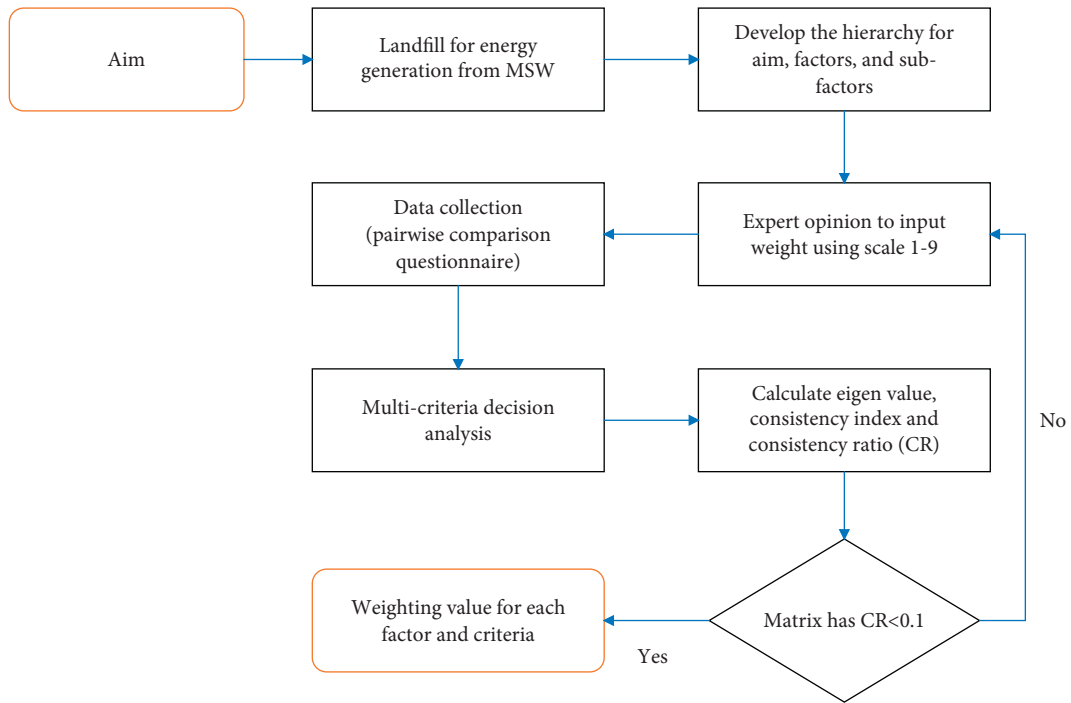 Aim
Landfill for energy
generation from MSW
Develop the hierarchy for
aim, factors, and sub-
factors
Data collection
(pairwise comparison
questionnaire)
Expert opinion to input
weight using scale 1-9
Multi-criteria decision
analysis
Calculate eigen value,
consistency index and
consistency ratio (CR)
No
Weighting value for each
factor and criteria
Yes
Matrix has CR<0.1